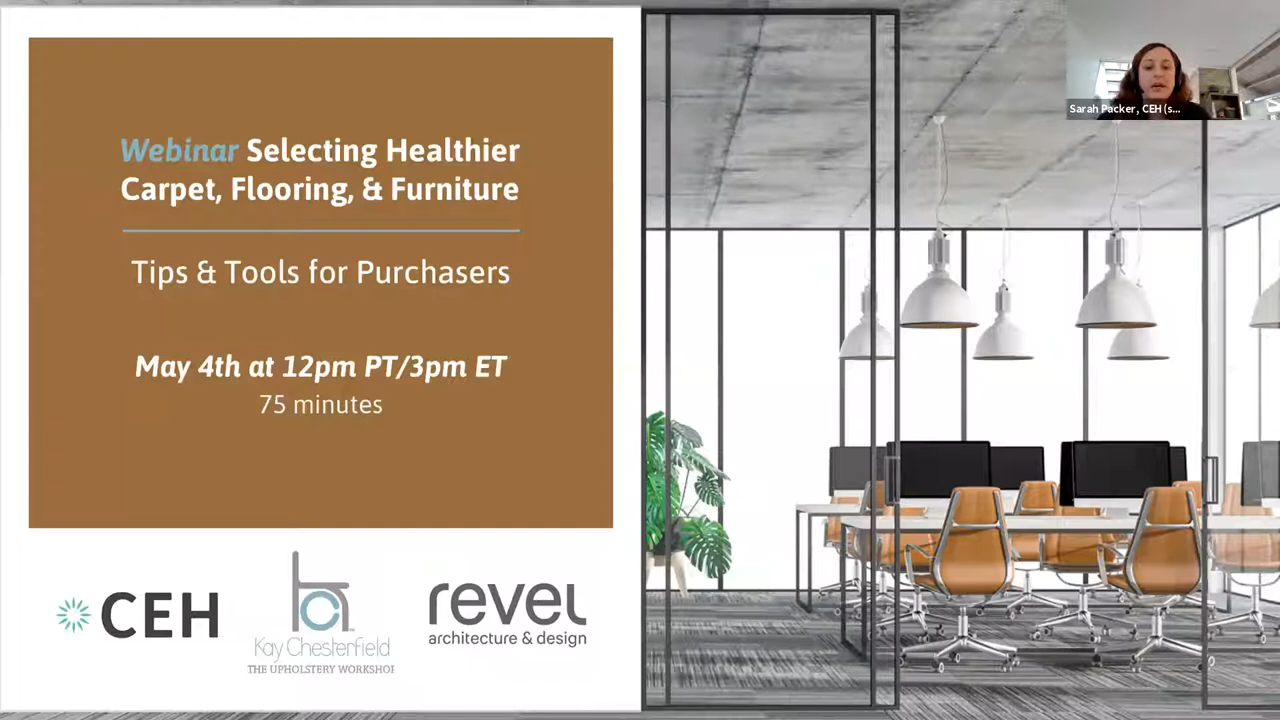 Webinar Selecting Healthier
Carpet, Flooring, & Furniture
Tips & Tools for Purchasers
May 4th at 12pm PT/3pm ET
75 minutes
CEH
Kay Chesterfield
THE UPHOLSTERY WORKSHOP
revel
architecture & design
Sarah Packer, CEH (s...